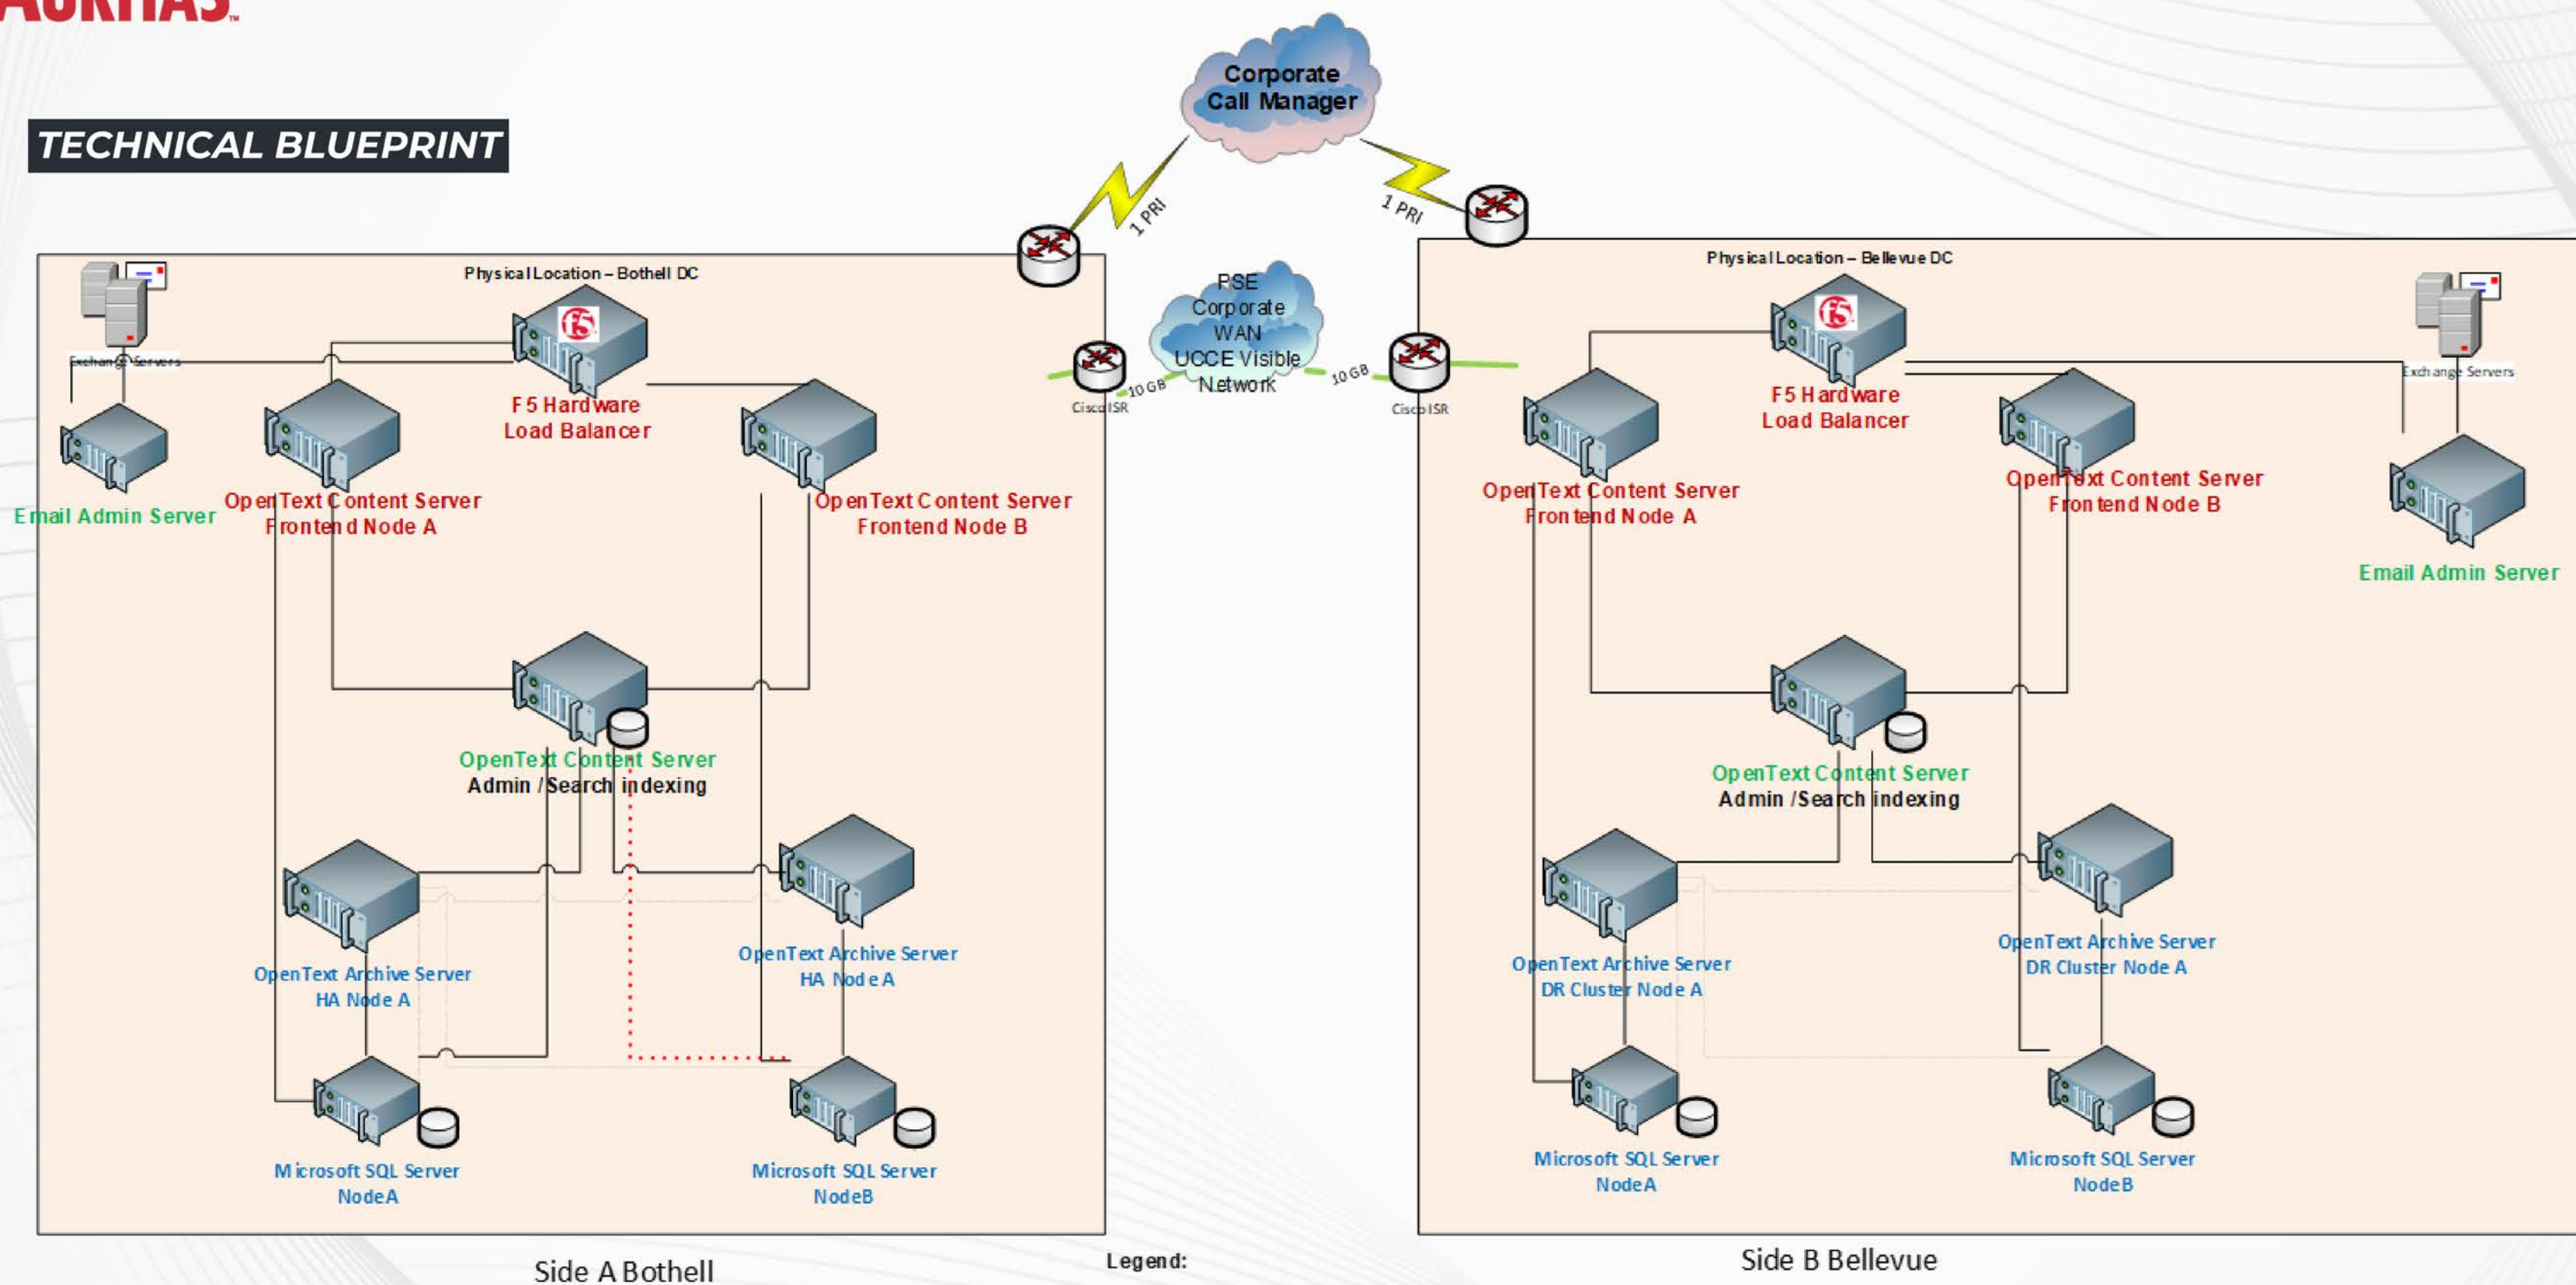 TECHNICAL BLUEPRINT
Corporate
Call Manager
1 PRI
1 PRI
Physical Location – Bothell DC
Exchange Servers
F5 Hardware
Load Balancer
Email Admin Server
OpenText Content Server
Frontend Node A
OpenText Content Server
Frontend Node B
OpenText Content Server
Admin / Search indexing
OpenText Archive Server
HA Node A
OpenText Archive Server
HA Node A
Microsoft SQL Server
NodeA
Microsoft SQL Server
NodeB
Side A Bothell
PSE
Corporate
WAN
UCCE Visible
Network
10 GB
10 GB
Cisco ISR
Cisco ISR
Legend:
Physical Location – Bellevue DC
f5
f5
F5 Hardware
Load Balancer
Exchange Servers
OpenText Content Server
Frontend Node A
OpenText Content Server
Frontend Node B
Email Admin Server
OpenText Content Server
Admin /Search indexing
OpenText Archive Server
DR Cluster Node A
OpenText Archive Server
DR Cluster Node A
Microsoft SQL Server
NodeA
Microsoft SQL Server
NodeB
Side B Bellevue